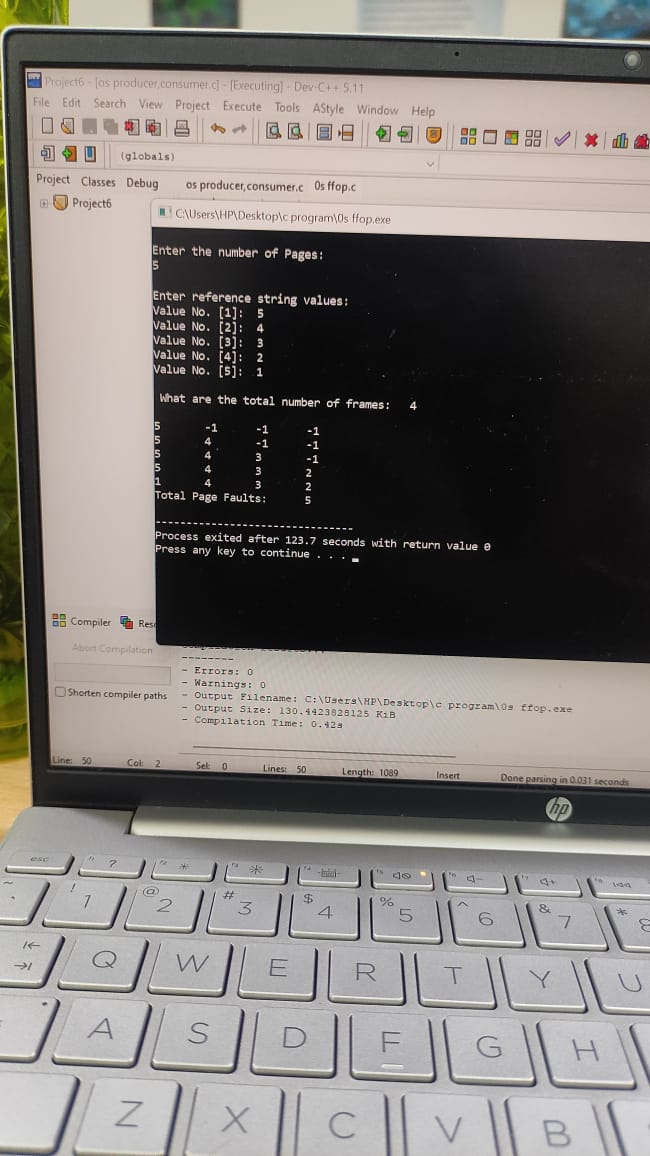 Project6 - [os producer,consumer.c] - [Executing] - Dev-C++ 5.11
File Edit Search View Project Execute Tools AStyle Window Help
(globals)
Project Classes Debug os producer,consumer.c 0s ffop.c
Project6
C:\Users\HP\Desktop\c program\0s ffop.exe
Enter the number of Pages:
5
Enter reference string values:
Value No. [1]: 5
Value No. [2]: 4
Value No. [3]: 3
Value No. [4]: 2
Value No. [5]: 1
What are the total number of frames: 4
5 -1 -1 -1
5 4 -1 -1
5 4 3 -1
5 4 3 2
1 4 3 2
Total Page Faults: 5
--------------------------------
Process exited after 123.7 seconds with return value 0
Press any key to continue . . .
Compiler
Abort Compilation
--------
- Errors: 0
- Warnings: 0
Shorten compiler paths
- Output Filename: C:\Users\HP\Desktop\c program\0s ffop.exe
- Output Size: 130.4423828125 KiB
- Compilation Time: 0.42s
Line: 50 Col: 2 Sel: 0 Lines: 50 Length: 1089 Insert Done parsing in 0.031 seconds
hp
esc ?
~ ! 1 @ 2 # 3 $ 4 % 5 ^ 6 & 7 * 8
Q W E R T Y U
A S D F G H
Z X C V B